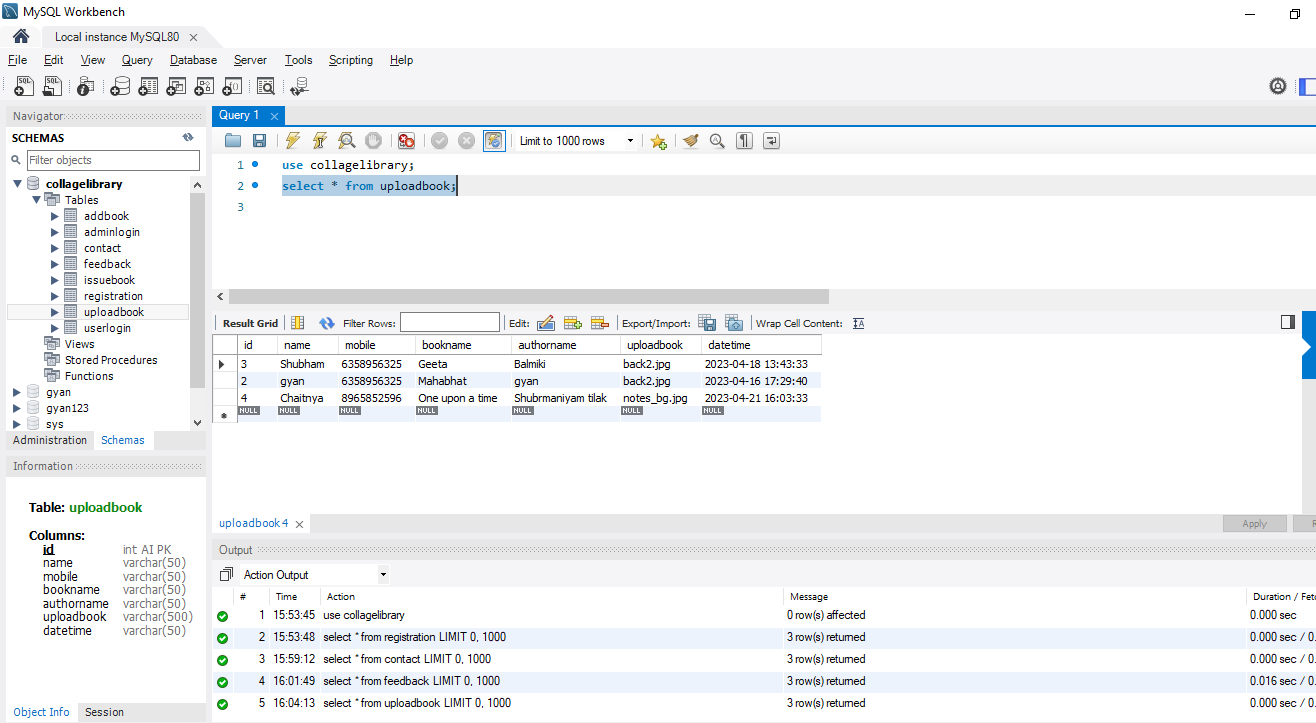 MySQL Workbench
Local instance MySQL80
File Edit View Query Database Server Tools Scripting Help
Navigator
SCHEMAS
Filter objects
collagelibrary
Tables
addbook
adminlogin
contact
feedback
issuebook
registration
uploadbook
userlogin
Views
Stored Procedures
Functions
gyan
gyan123
sys
Administration Schemas
Information
Table: uploadbook
Columns:
id int AI PK
name varchar(50)
mobile varchar(50)
bookname varchar(50)
authorname varchar(50)
uploadbook varchar(500)
datetime varchar(50)
Object Info Session
Query 1
Limit to 1000 rows
1 use collagelibrary;
2 select * from uploadbook;
3
Result Grid Filter Rows: Edit: Export/Import: Wrap Cell Content:
id name mobile bookname authorname uploadbook datetime
3 Shubham 6358956325 Geeta Balmiki back2.jpg 2023-04-18 13:43:33
2 gyan 6358956325 Mahabhat gyan back2.jpg 2023-04-16 17:29:40
4 Chaitnya 8965852596 One upon a time Shubrmaniyam tilak notes_bg.jpg 2023-04-21 16:03:33
NULL NULL NULL NULL NULL NULL NULL
uploadbook 4
Apply
Output
Action Output
# Time Action Message Duration / Fetc
1 15:53:45 use collagelibrary 0 row(s) affected 0.000 sec
2 15:53:48 select * from registration LIMIT 0, 1000 3 row(s) returned 0.000 sec / 0.
3 15:59:12 select * from contact LIMIT 0, 1000 3 row(s) returned 0.000 sec / 0.
4 16:01:49 select * from feedback LIMIT 0, 1000 3 row(s) returned 0.016 sec / 0.
5 16:04:13 select * from uploadbook LIMIT 0, 1000 3 row(s) returned 0.000 sec / 0.